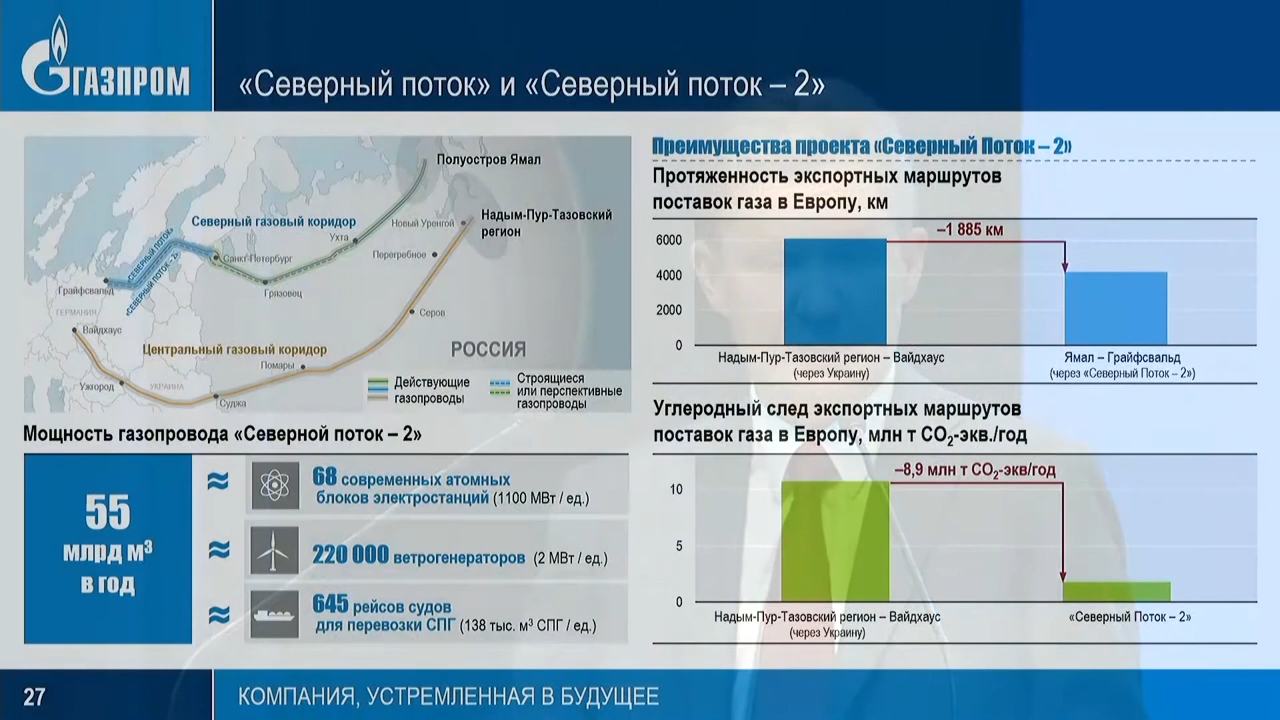 ГАЗПРОМ
«Северный поток» и «Северный поток – 2»
Полуостров Ямал
Северный газовый коридор
Надым-Пур-Тазовский
регион
Новый Уренгой
Ухта
«СЕВЕРНЫЙ ПОТОК»
«СЕВЕРНЫЙ ПОТОК – 2»
Санкт-Петербург
Перегребное
Грайфсвальд
Грязовец
ГЕРМАНИЯ
Вайдхаус
Серов
Центральный газовый коридор
РОССИЯ
Помары
Ужгород
УКРАИНА
Суджа
Действующие
газопроводы
Строящиеся
или перспективные
газопроводы
Мощность газопровода «Северной поток – 2»
55
млрд м³
в год
≈
68 современных атомных
блоков электростанций (1100 МВт / ед.)
≈
220 000 ветрогенераторов (2 МВт / ед.)
≈
645 рейсов судов
для перевозки СПГ (138 тыс. м³ СПГ / ед.)
Преимущества проекта «Северный Поток – 2»
Протяженность экспортных маршрутов
поставок газа в Европу, км
6000
4000
2000
0
–1 885 км
Надым-Пур-Тазовский регион – Вайдхаус
(через Украину)
Ямал – Грайфсвальд
(через «Северный Поток – 2»)
Углеродный след экспортных маршрутов
поставок газа в Европу, млн т CO₂-экв./год
10
5
0
–8,9 млн т CO₂-экв/год
Надым-Пур-Тазовский регион – Вайдхаус
(через Украину)
«Северный Поток – 2»
27
КОМПАНИЯ, УСТРЕМЛЕННАЯ В БУДУЩЕЕ